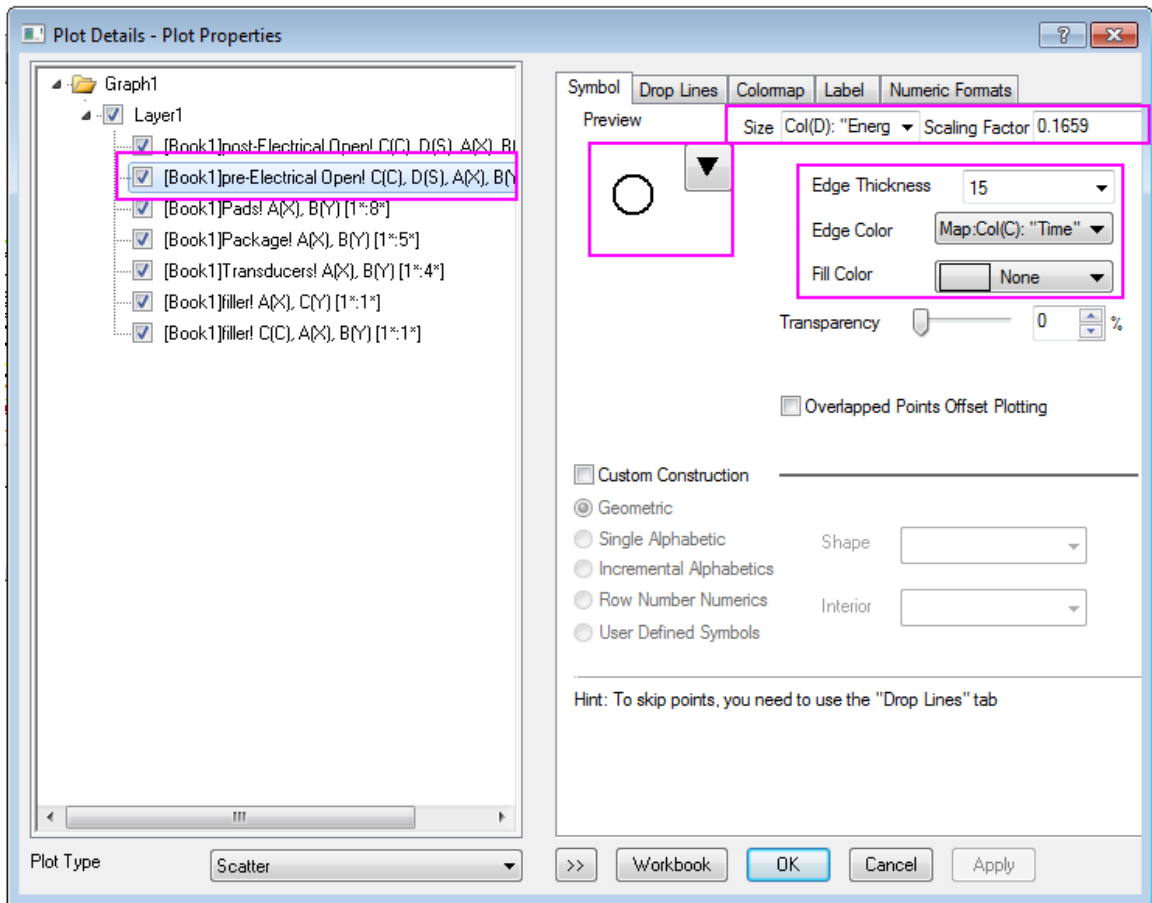 Plot Details - Plot Properties
Graph1
Layer1
[Book1]post-Electrical Open! C(C), D(S), A(X), B(
[Book1]pre-Electrical Open! C(C), D(S), A(X), B(Y
[Book1]Pads! A(X), B(Y) [1*:8*]
[Book1]Package! A(X), B(Y) [1*:5*]
[Book1]Transducers! A(X), B(Y) [1*:4*]
[Book1]filler! A(X), C(Y) [1*:1*]
[Book1]filler! C(C), A(X), B(Y) [1*:1*]
Plot Type Scatter
Symbol Drop Lines Colormap Label Numeric Formats
Preview
Size Col(D): "Energ Scaling Factor 0.1659
Edge Thickness 15
Edge Color Map:Col(C): "Time"
Fill Color None
Transparency 0 %
Overlapped Points Offset Plotting
Custom Construction
Geometric
Single Alphabetic
Shape
Incremental Alphabetics
Row Number Numerics
Interior
User Defined Symbols
Hint: To skip points, you need to use the "Drop Lines" tab
>> Workbook OK Cancel Apply